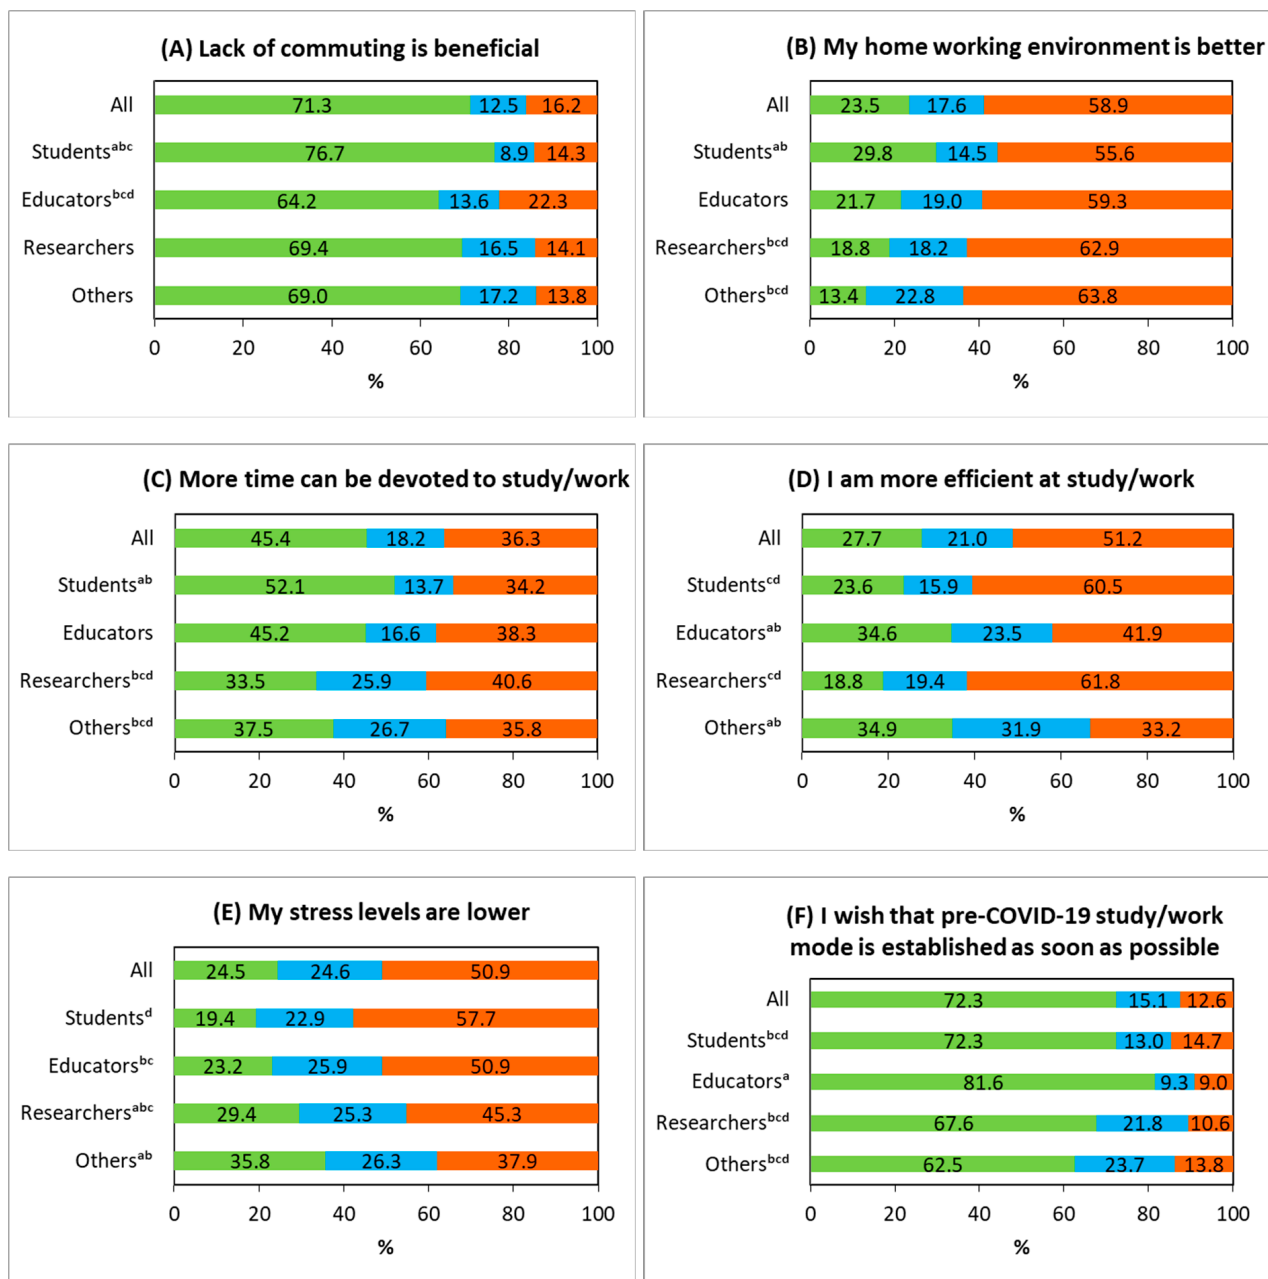 (A) Lack of commuting is beneficial
All 71.3 12.5 16.2
Studentsᵃᵇᶜ 76.7 8.9 14.3
Educatorsᵇᶜᵈ 64.2 13.6 22.3
Researchers 69.4 16.5 14.1
Others 69.0 17.2 13.8
0 20 40 60 80 100
%
(B) My home working environment is better
All 23.5 17.6 58.9
Studentsᵃᵇ 29.8 14.5 55.6
Educators 21.7 19.0 59.3
Researchersᵇᶜᵈ 18.8 18.2 62.9
Othersᵇᶜᵈ 13.4 22.8 63.8
0 20 40 60 80 100
%
(C) More time can be devoted to study/work
All 45.4 18.2 36.3
Studentsᵃᵇ 52.1 13.7 34.2
Educators 45.2 16.6 38.3
Researchersᵇᶜᵈ 33.5 25.9 40.6
Othersᵇᶜᵈ 37.5 26.7 35.8
0 20 40 60 80 100
%
(D) I am more efficient at study/work
All 27.7 21.0 51.2
Studentsᶜᵈ 23.6 15.9 60.5
Educatorsᵃᵇ 34.6 23.5 41.9
Researchersᶜᵈ 18.8 19.4 61.8
Othersᵃᵇ 34.9 31.9 33.2
0 20 40 60 80 100
%
(E) My stress levels are lower
All 24.5 24.6 50.9
Studentsᵈ 19.4 22.9 57.7
Educatorsᵇᶜ 23.2 25.9 50.9
Researchersᵃᵇᶜ 29.4 25.3 45.3
Othersᵃᵇ 35.8 26.3 37.9
0 20 40 60 80 100
%
(F) I wish that pre-COVID-19 study/work
mode is established as soon as possible
All 72.3 15.1 12.6
Studentsᵇᶜᵈ 72.3 13.0 14.7
Educatorsᵃ 81.6 9.3 9.0
Researchersᵇᶜᵈ 67.6 21.8 10.6
Othersᵇᶜᵈ 62.5 23.7 13.8
0 20 40 60 80 100
%